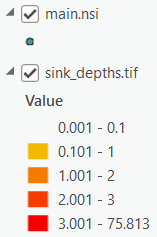 main.nsi
sink_depths.tif
Value
0.001 - 0.1
0.101 - 1
1.001 - 2
2.001 - 3
3.001 - 75.813